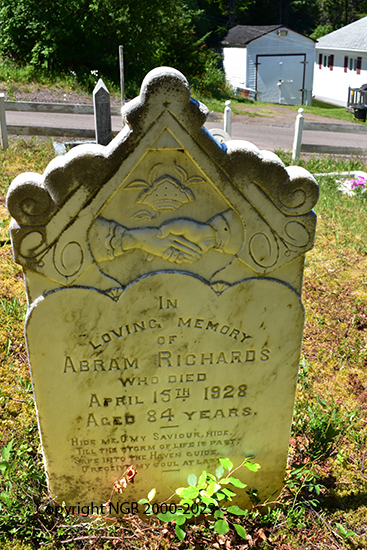 IN
LOVING MEMORY
OF
ABRAM RICHARDS
WHO DIED
APRIL 15TH 1928
AGED 84 YEARS.
HIDE ME, O MY SAVIOUR, HIDE,
TILL THE STORM OF LIFE IS PAST,
SAFE INTO THE HAVEN GUIDE
O RECEIVE MY SOUL AT LAST
Copyright NGR 2000-2025